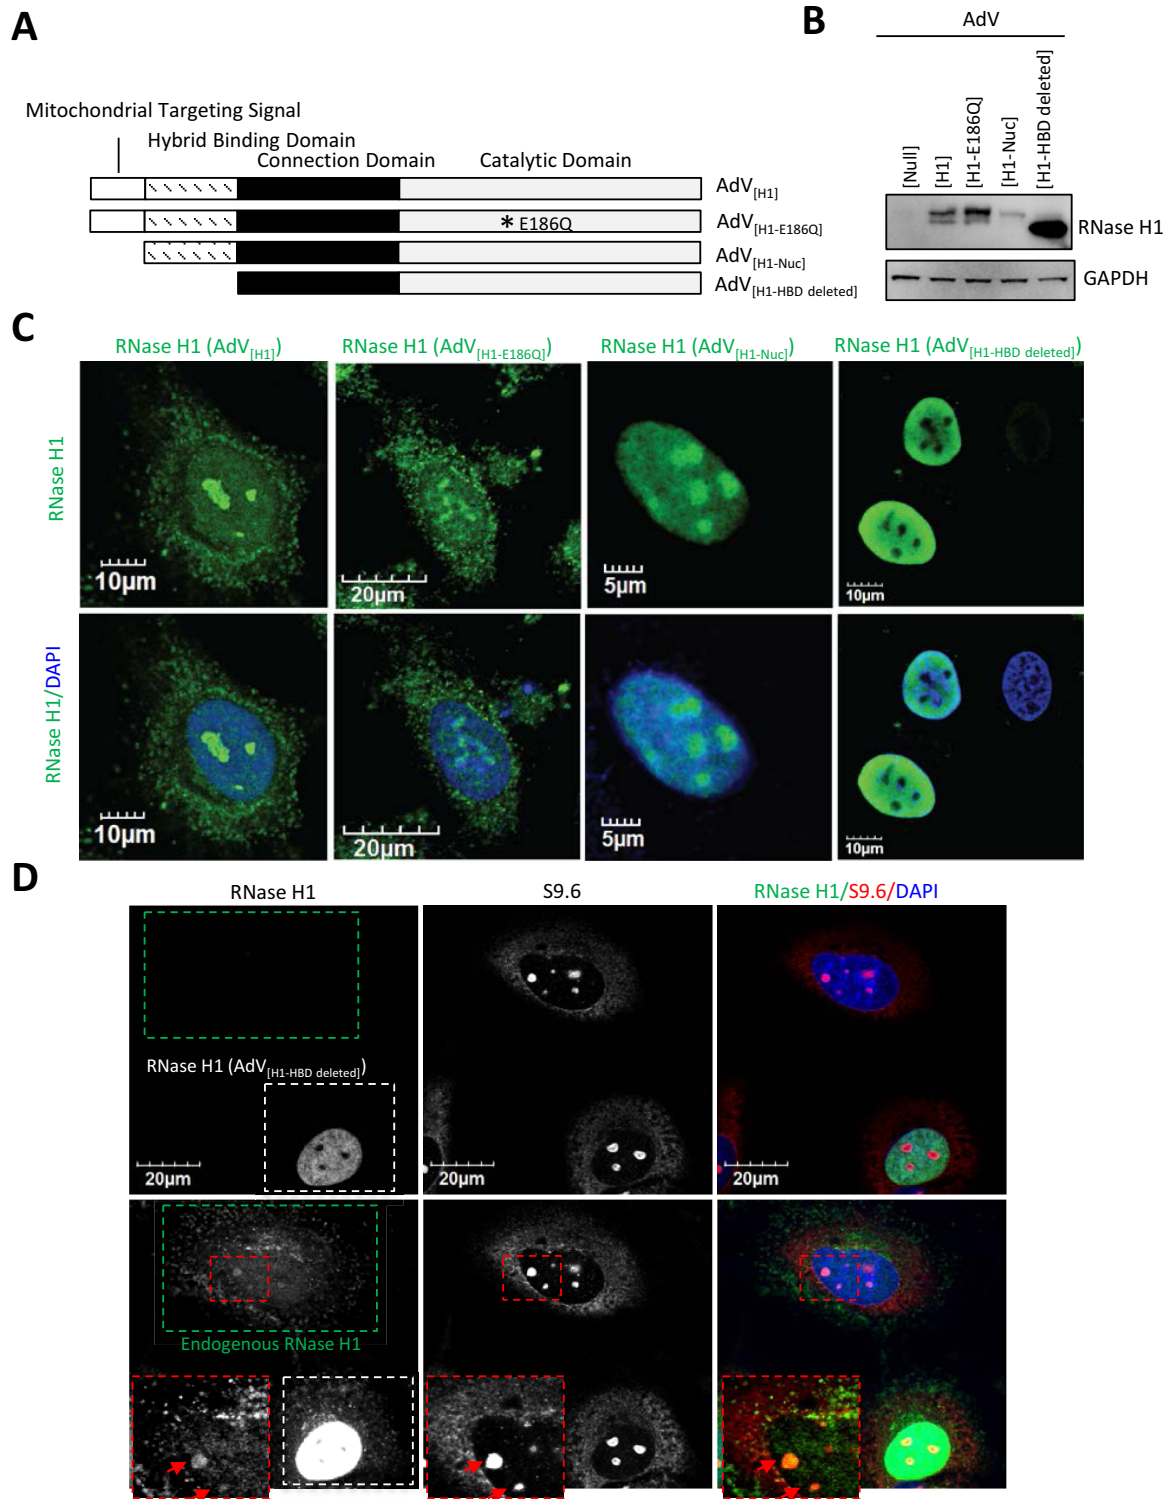 A
Mitochondrial Targeting Signal
Hybrid Binding Domain
Connection Domain
Catalytic Domain
AdV[H1]
* E186Q
AdV[H1-E186Q]
AdV[H1-Nuc]
AdV[H1-HBD deleted]
B
AdV
[Null]
[H1]
[H1-E186Q]
[H1-Nuc]
[H1-HBD deleted]
RNase H1
GAPDH
C
RNase H1 (AdV[H1])
RNase H1 (AdV[H1-E186Q])
RNase H1 (AdV[H1-Nuc])
RNase H1 (AdV[H1-HBD deleted])
RNase H1
10µm
20µm
5µm
10µm
RNase H1/DAPI
10µm
20µm
5µm
10µm
D
RNase H1
S9.6
RNase H1/S9.6/DAPI
RNase H1 (AdV[H1-HBD deleted])
20µm
20µm
20µm
Endogenous RNase H1